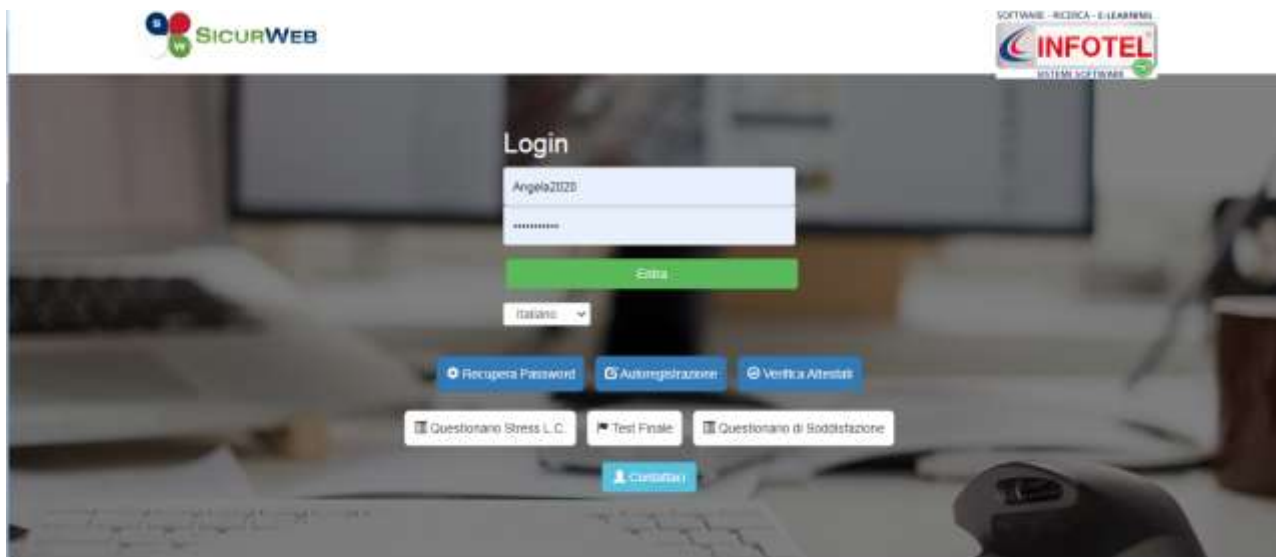 S
W
SICURWEB
SOFTWARE - RICERCA - E-LEARNING
INFOTEL
SISTEMI SOFTWARE
Login
Angela2020
Entra
Italiano
Recupera Password
Autoregistrazione
Verifica Attestati
Questionario Stress L.C.
Test Finale
Questionario di Soddisfazione
Contattaci